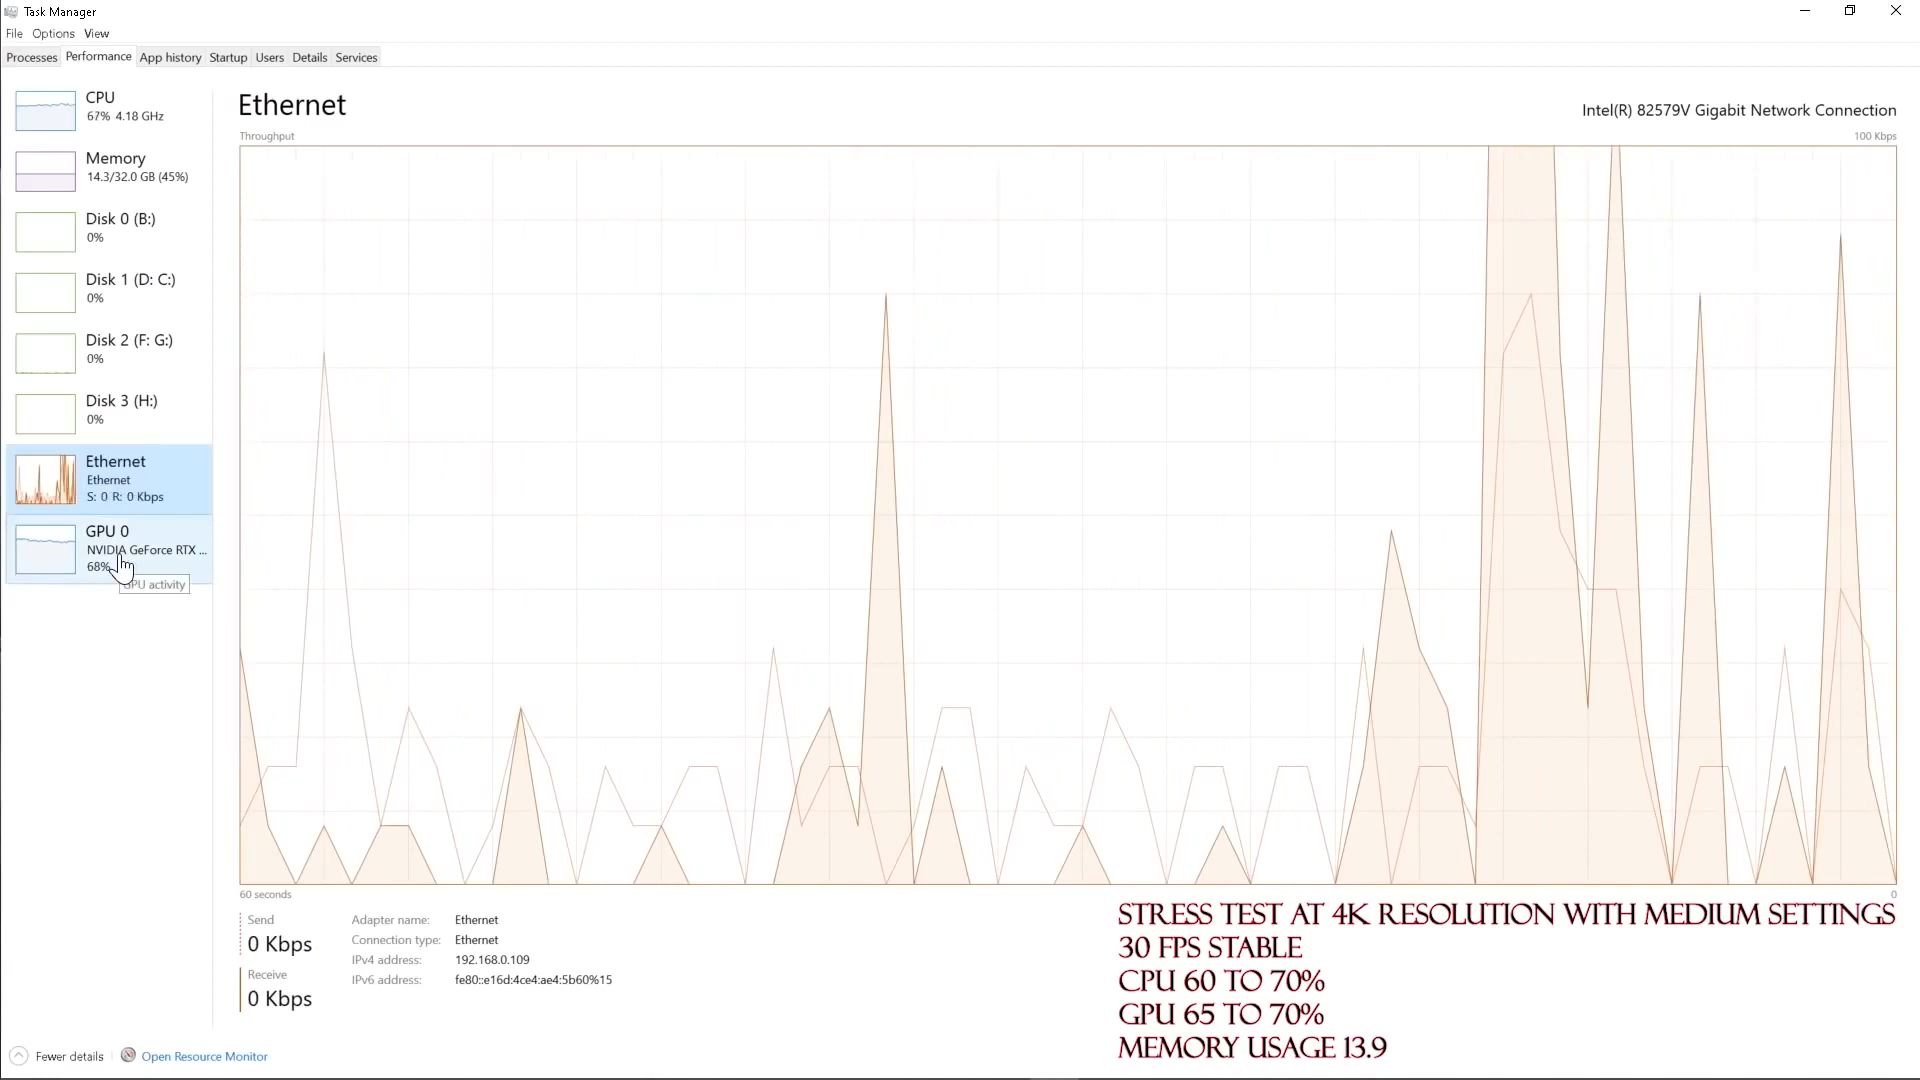 Task Manager
File Options View
Processes Performance App history Startup Users Details Services
CPU
67% 4.18 GHz
Memory
14.3/32.0 GB (45%)
Disk 0 (B:)
0%
Disk 1 (D: C:)
0%
Disk 2 (F: G:)
0%
Disk 3 (H:)
0%
Ethernet
Ethernet
S: 0 R: 0 Kbps
GPU 0
NVIDIA GeForce RTX ...
68%
GPU activity
Ethernet
Intel(R) 82579V Gigabit Network Connection
Throughput
100 Kbps
60 seconds
0
Send
0 Kbps
Receive
0 Kbps
Adapter name: Ethernet
Connection type: Ethernet
IPv4 address: 192.168.0.109
IPv6 address: fe80::e16d:4ce4:ae4:5b60%15
STRESS TEST AT 4K RESOLUTION WITH MEDIUM SETTINGS
30 FPS STABLE
CPU 60 TO 70%
GPU 65 TO 70%
MEMORY USAGE 13.9
Fewer details
Open Resource Monitor